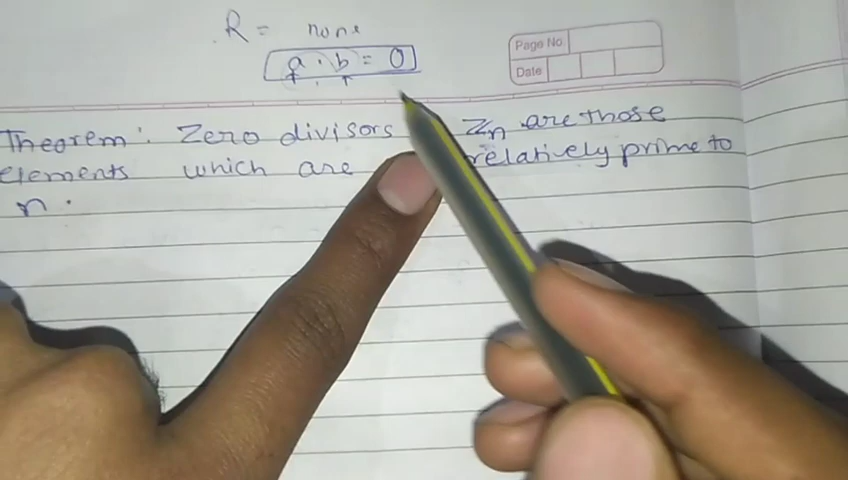 R = none
a · b = 0
Page No.
Date
Theorem: Zero divisors Zn are those
elements which are relatively prime to
n.